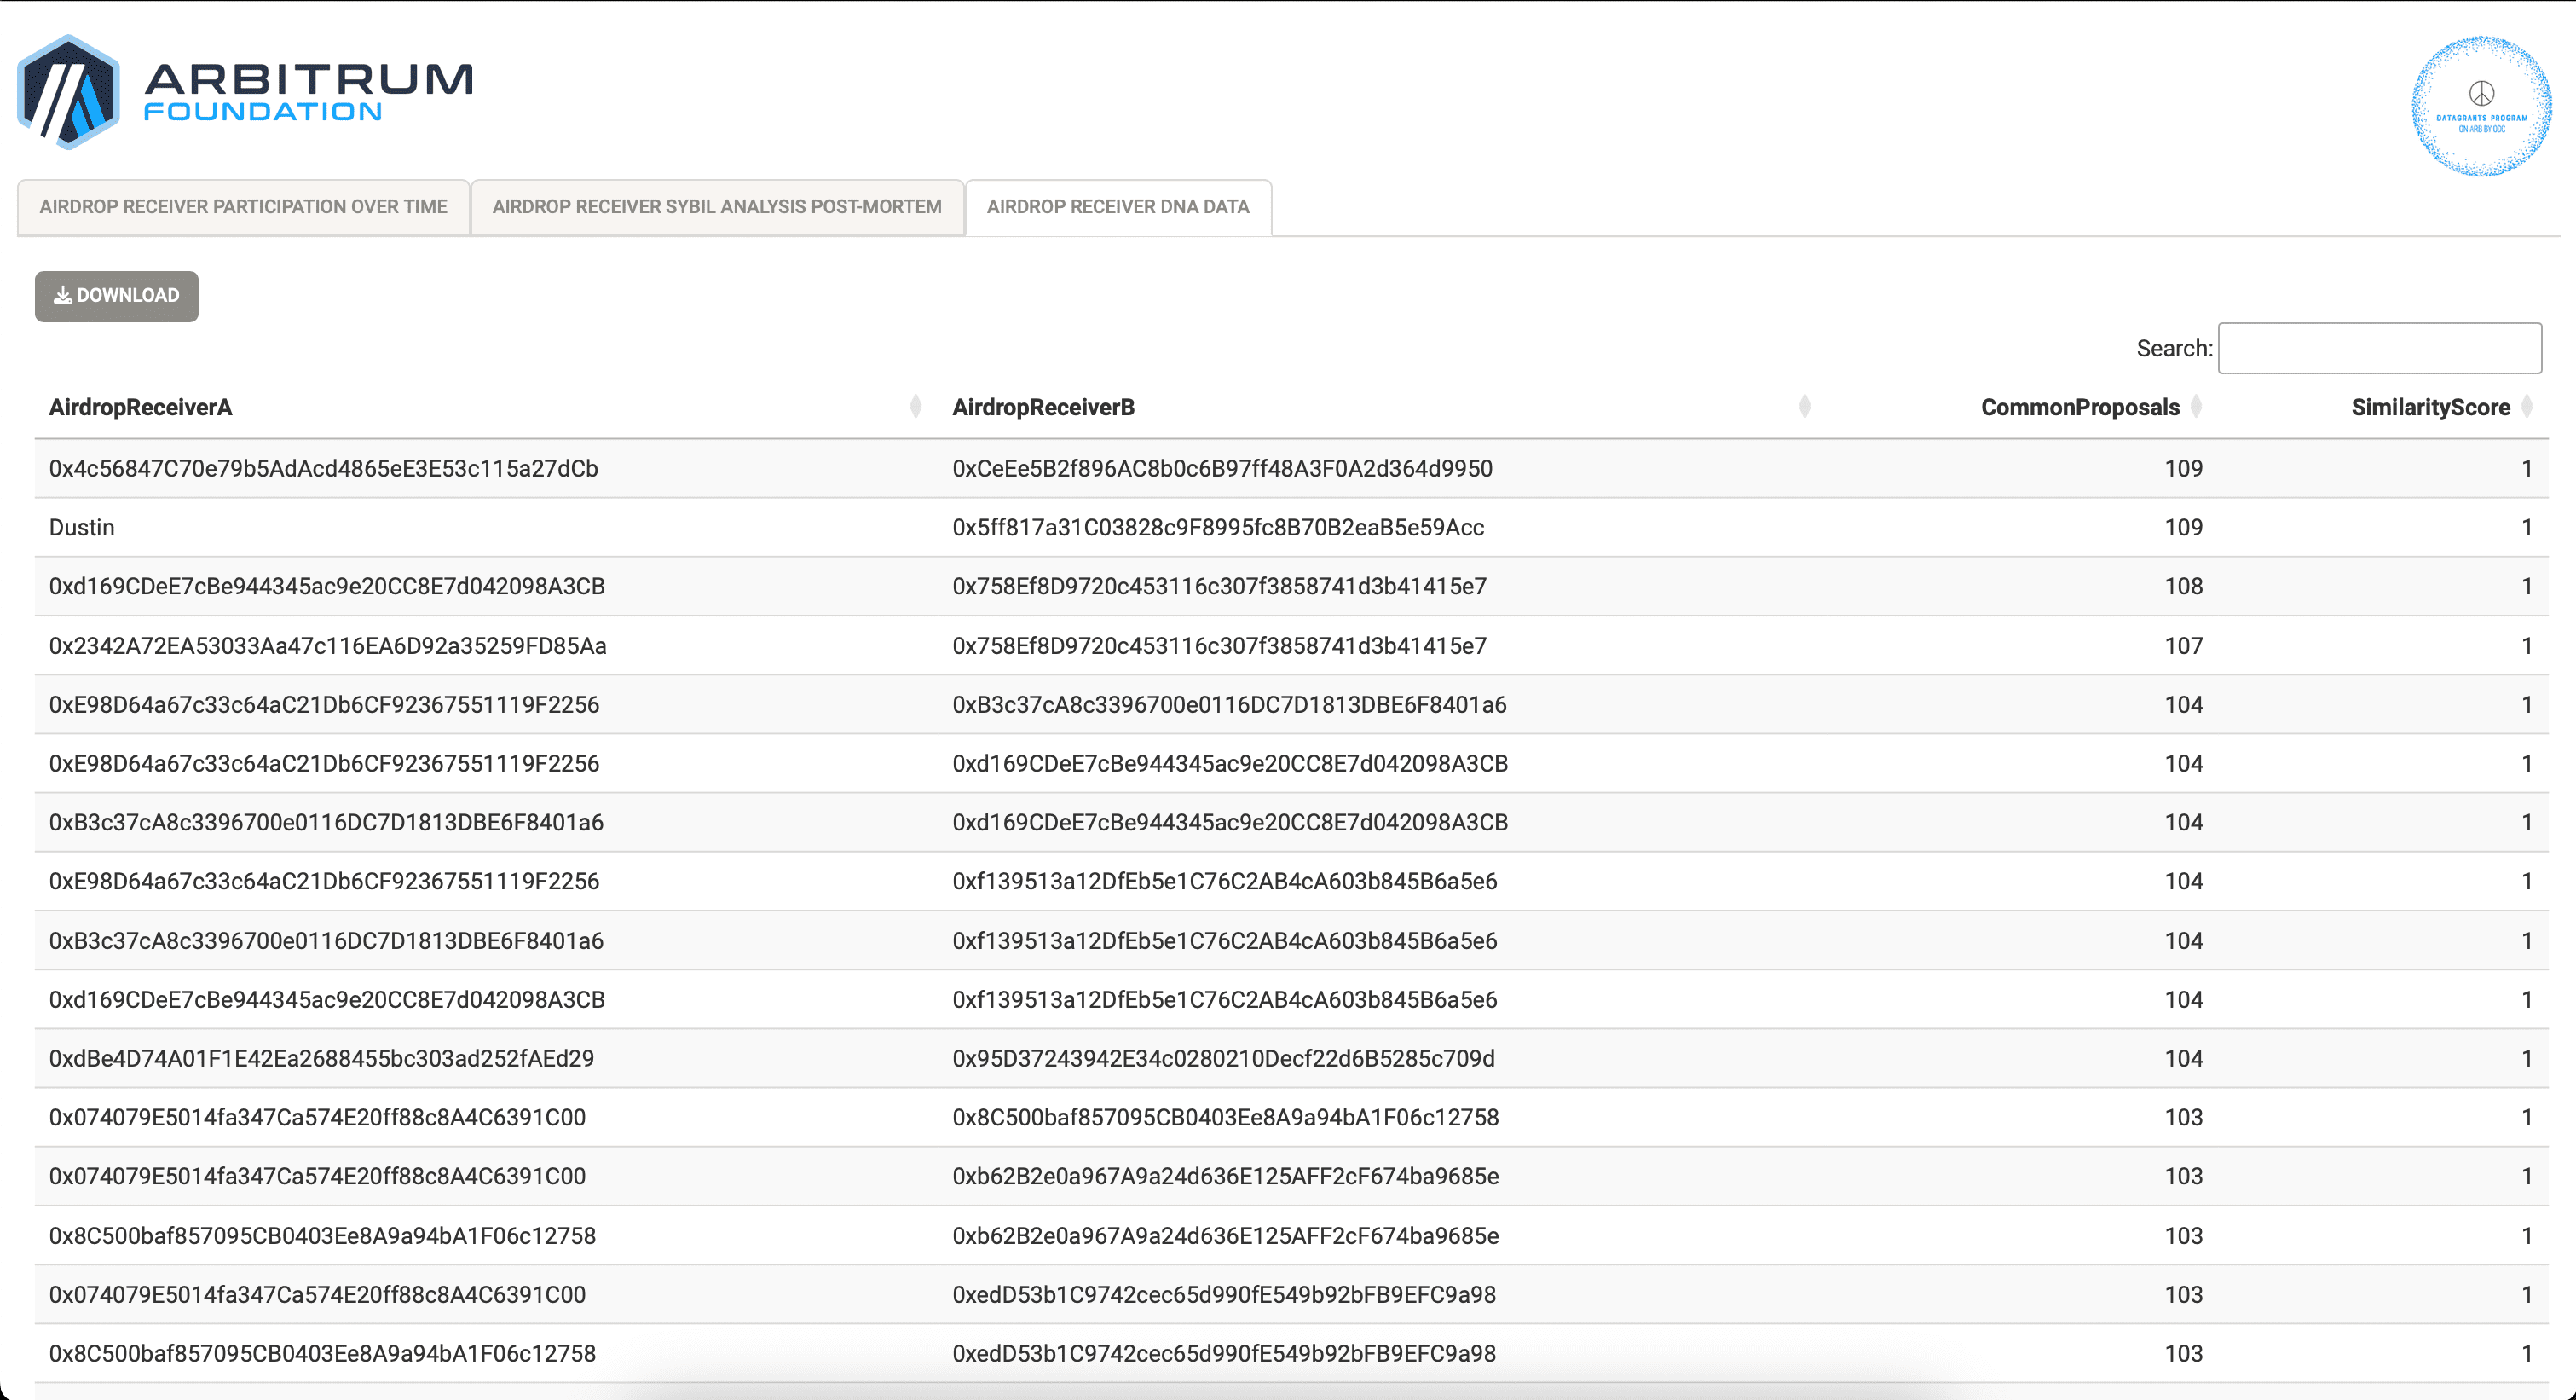 ARBITRUM
FOUNDATION
DATAGRANTS PROGRAM
ON ARB BY ODC
AIRDROP RECEIVER PARTICIPATION OVER TIME AIRDROP RECEIVER SYBIL ANALYSIS POST-MORTEM AIRDROP RECEIVER DNA DATA
DOWNLOAD
Search:
AirdropReceiverA AirdropReceiverB CommonProposals SimilarityScore
0x4c56847C70e79b5AdAcd4865eE3E53c115a27dCb 0xCeEe5B2f896AC8b0c6B97ff48A3F0A2d364d9950 109 1
Dustin 0x5ff817a31C03828c9F8995fc8B70B2eaB5e59Acc 109 1
0xd169CDeE7cBe944345ac9e20CC8E7d042098A3CB 0x758Ef8D9720c453116c307f3858741d3b41415e7 108 1
0x2342A72EA53033Aa47c116EA6D92a35259FD85Aa 0x758Ef8D9720c453116c307f3858741d3b41415e7 107 1
0xE98D64a67c33c64aC21Db6CF92367551119F2256 0xB3c37cA8c3396700e0116DC7D1813DBE6F8401a6 104 1
0xE98D64a67c33c64aC21Db6CF92367551119F2256 0xd169CDeE7cBe944345ac9e20CC8E7d042098A3CB 104 1
0xB3c37cA8c3396700e0116DC7D1813DBE6F8401a6 0xd169CDeE7cBe944345ac9e20CC8E7d042098A3CB 104 1
0xE98D64a67c33c64aC21Db6CF92367551119F2256 0xf139513a12DfEb5e1C76C2AB4cA603b845B6a5e6 104 1
0xB3c37cA8c3396700e0116DC7D1813DBE6F8401a6 0xf139513a12DfEb5e1C76C2AB4cA603b845B6a5e6 104 1
0xd169CDeE7cBe944345ac9e20CC8E7d042098A3CB 0xf139513a12DfEb5e1C76C2AB4cA603b845B6a5e6 104 1
0xdBe4D74A01F1E42Ea2688455bc303ad252fAEd29 0x95D37243942E34c0280210Decf22d6B5285c709d 104 1
0x074079E5014fa347Ca574E20ff88c8A4C6391C00 0x8C500baf857095CB0403Ee8A9a94bA1F06c12758 103 1
0x074079E5014fa347Ca574E20ff88c8A4C6391C00 0xb62B2e0a967A9a24d636E125AFF2cF674ba9685e 103 1
0x8C500baf857095CB0403Ee8A9a94bA1F06c12758 0xb62B2e0a967A9a24d636E125AFF2cF674ba9685e 103 1
0x074079E5014fa347Ca574E20ff88c8A4C6391C00 0xedD53b1C9742cec65d990fE549b92bFB9EFC9a98 103 1
0x8C500baf857095CB0403Ee8A9a94bA1F06c12758 0xedD53b1C9742cec65d990fE549b92bFB9EFC9a98 103 1